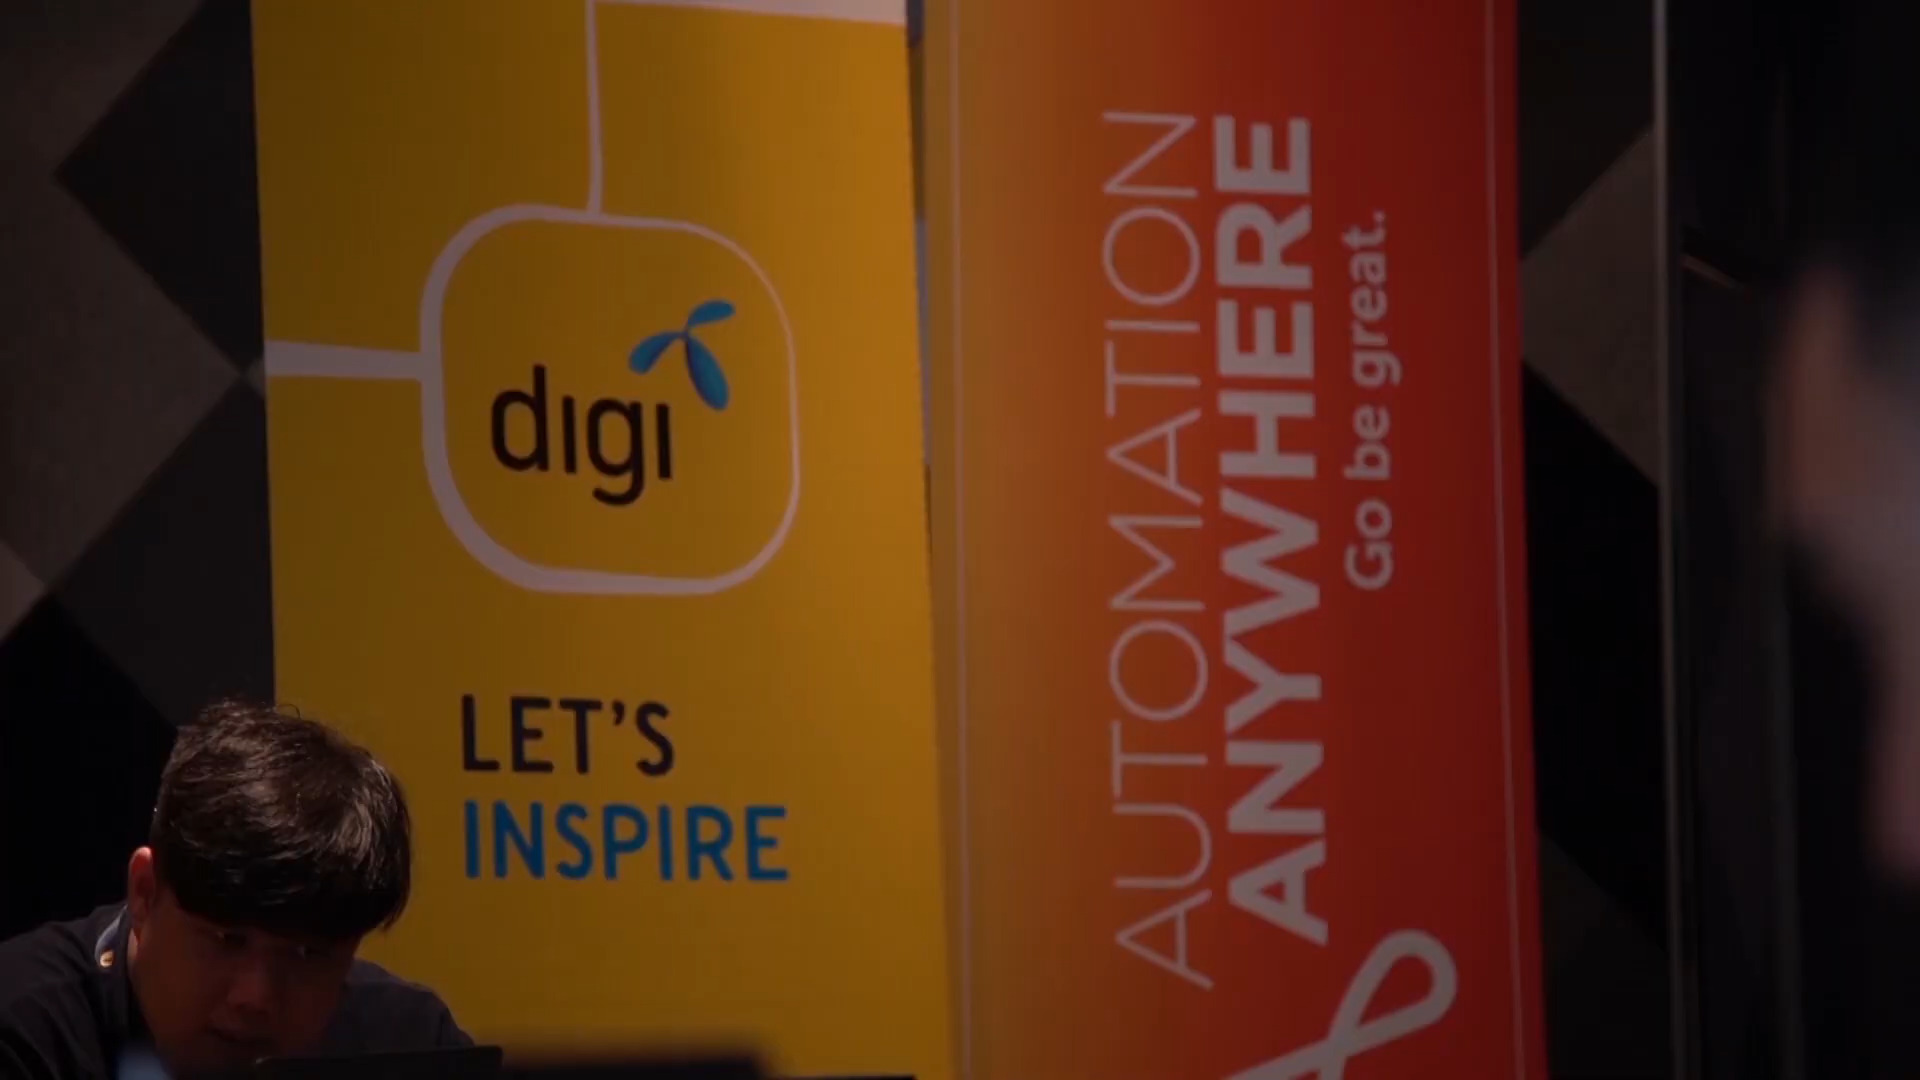 digi
LET'S
INSPIRE
AUTOMATION
ANYWHERE
Go be great.